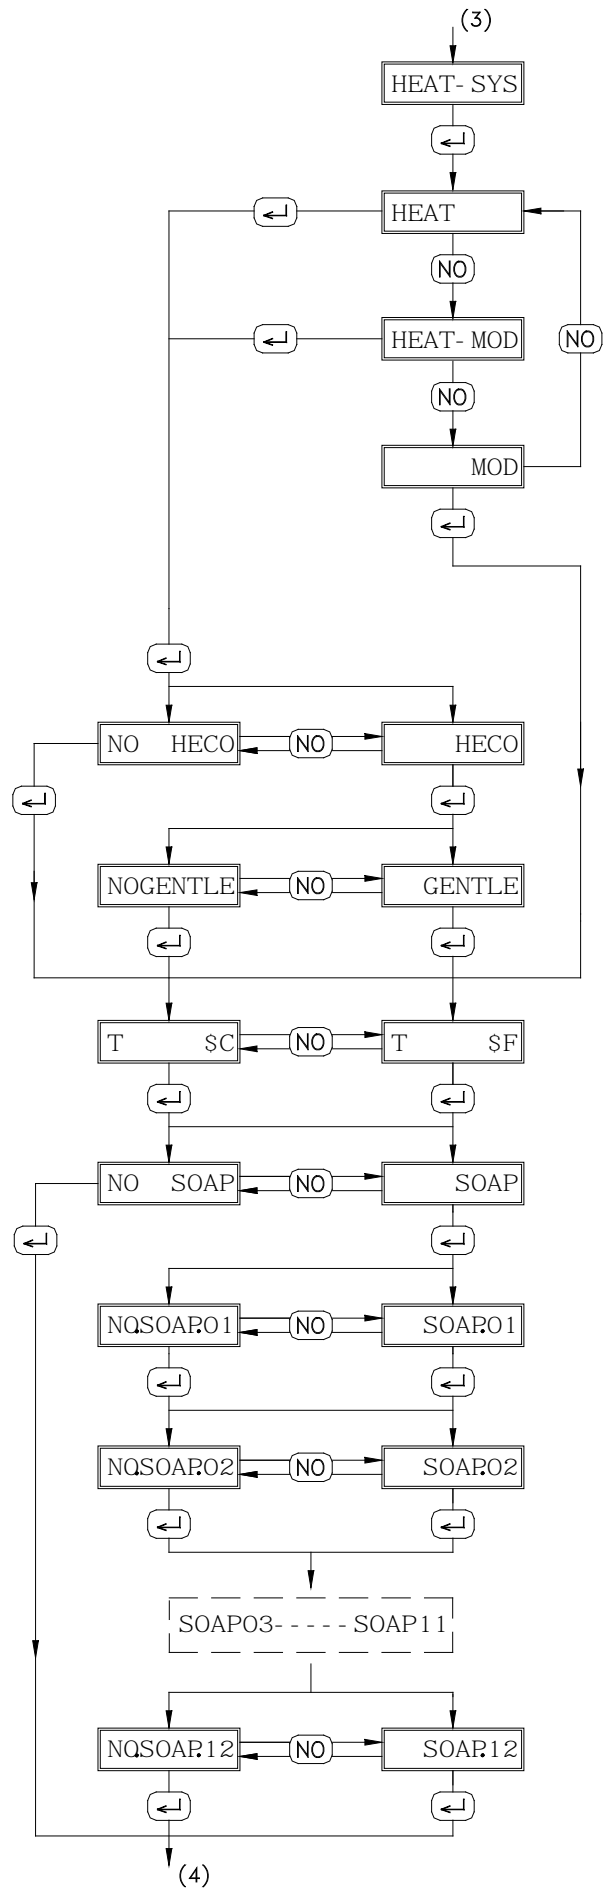 (3)
HEAT- SYS
HEAT
NO
HEAT- MOD
NO
NO
MOD
NO HECO
NO
HECO
NOGENTLE
NO
GENTLE
T $C
NO
T $F
NO SOAP
NO
SOAP
NO.SOAP.01
NO
SOAP.01
NO.SOAP.02
NO
SOAP.02
SOAP03- - - - - SOAP11
NO.SOAP.12
NO
SOAP.12
(4)